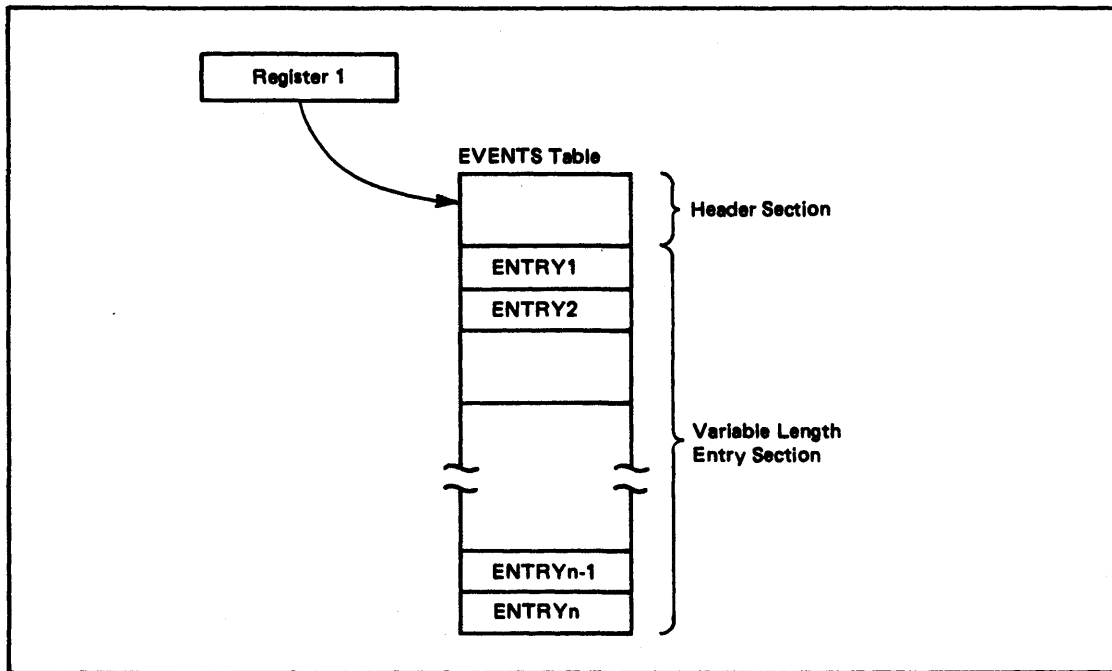 Register 1
EVENTS Table
Header Section
ENTRY1
ENTRY2
Variable Length
Entry Section
ENTRYn-1
ENTRYn